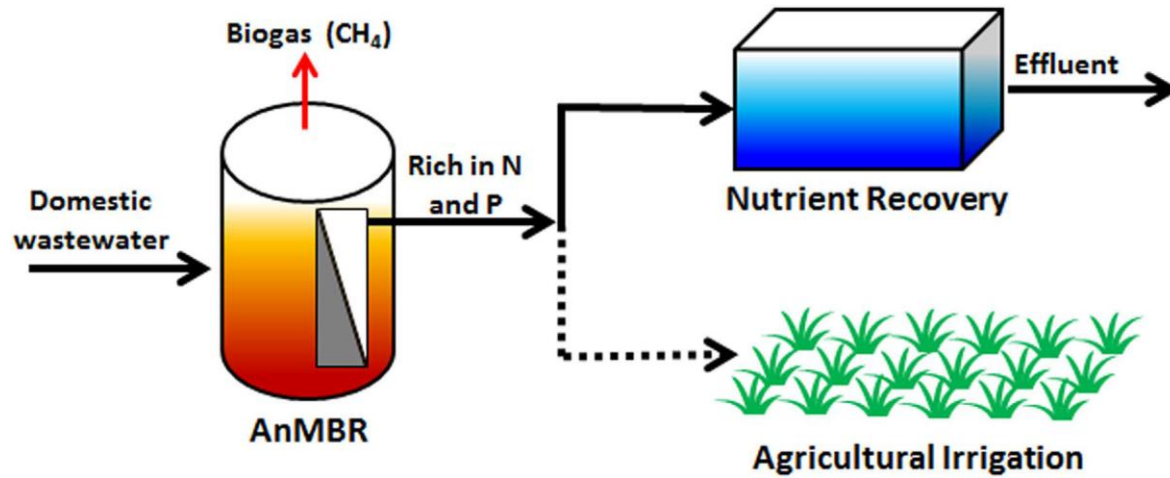 Biogas (CH₄)
Domestic
wastewater
AnMBR
Rich in N
and P
Nutrient Recovery
Effluent
Agricultural Irrigation